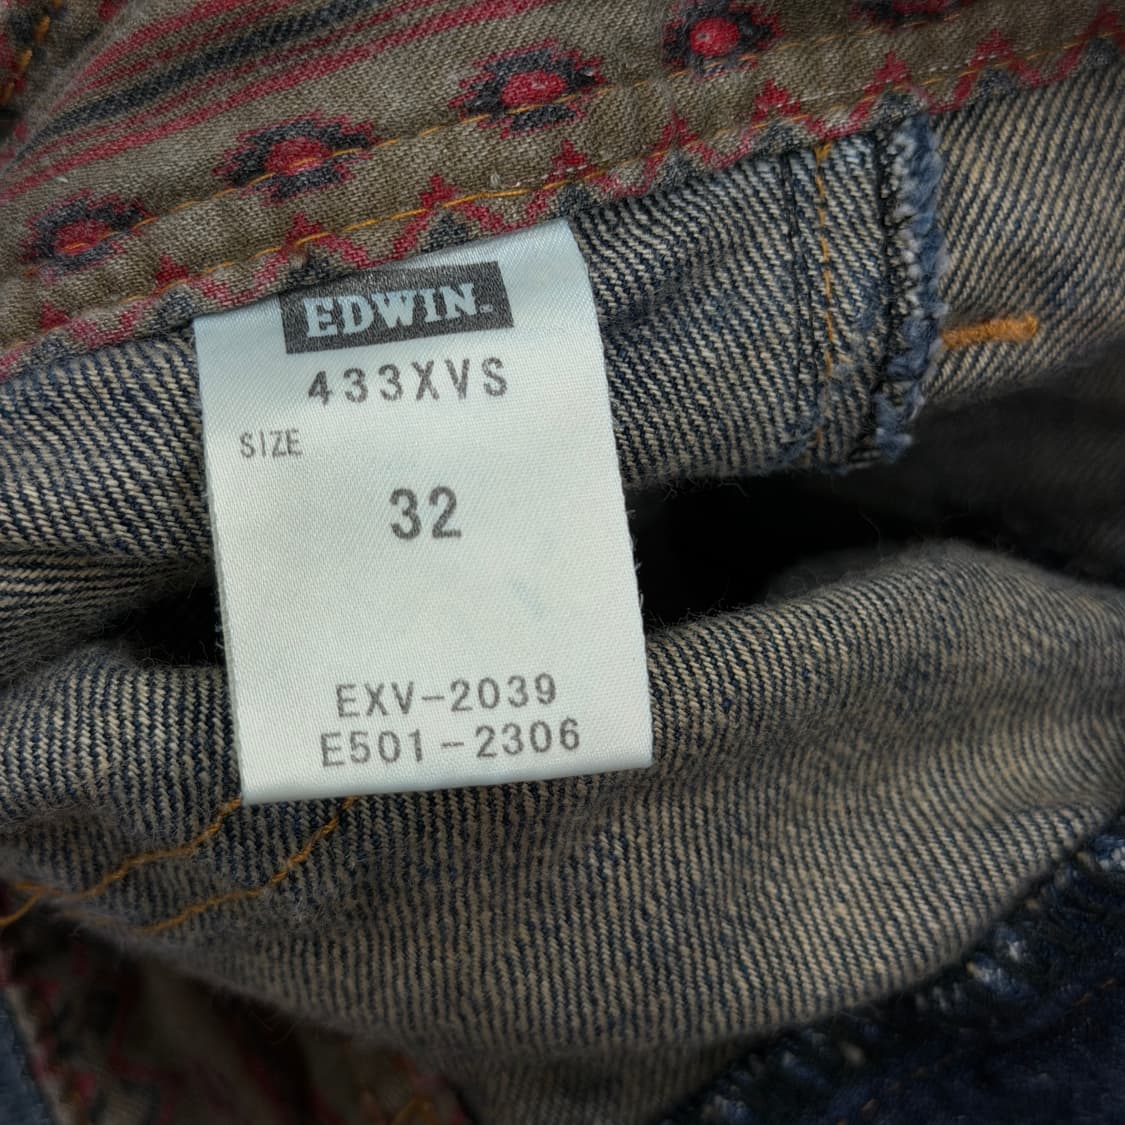 EDWIN
433XVS
SIZE
32
EXV-2039
E501-2306